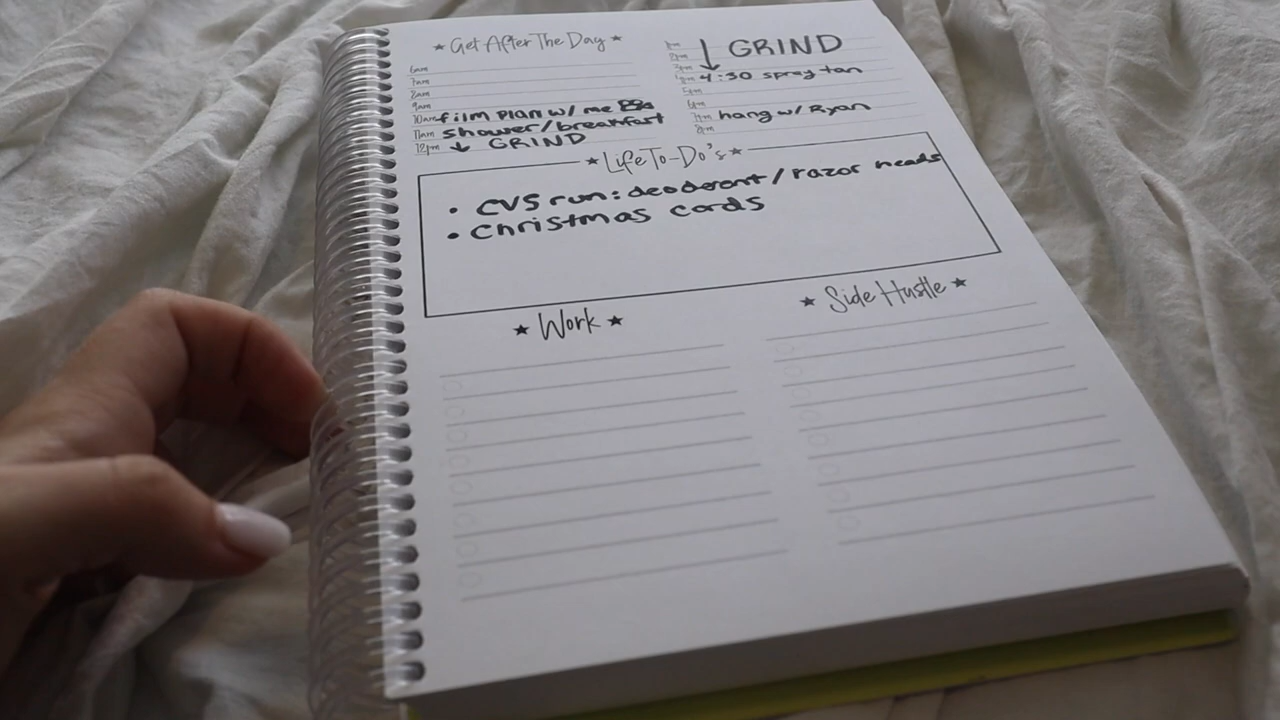 ★ Get After The Day ★
6am
7am
8am
9am
10am film plan w/ me
11am shower/breakfast
12pm ↓ GRIND
1pm ↓ GRIND
2pm
3pm
4pm 4:30 spray tan
5pm
6pm
7pm hang w/ Ryan
8pm
★ Life To-Do's ★
• CVS run: deoderant / razor heads
• Christmas cards
★ Work ★
★ Side Hustle ★